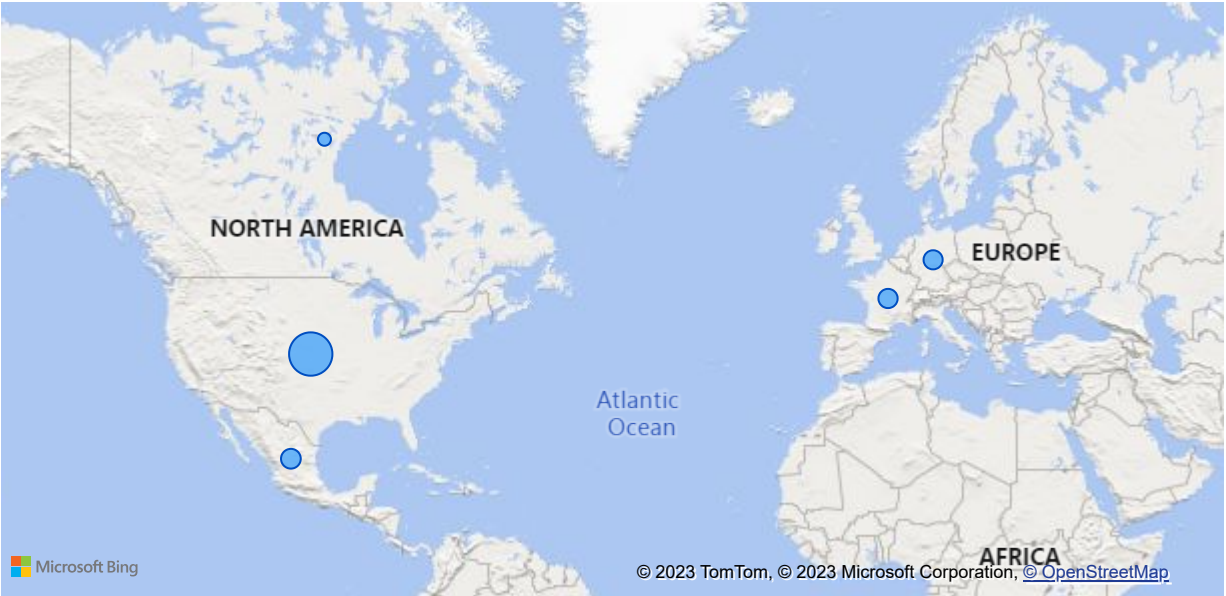 NORTH AMERICA
EUROPE
Atlantic
Ocean
AFRICA
Microsoft Bing
© 2023 TomTom, © 2023 Microsoft Corporation, © OpenStreetMap